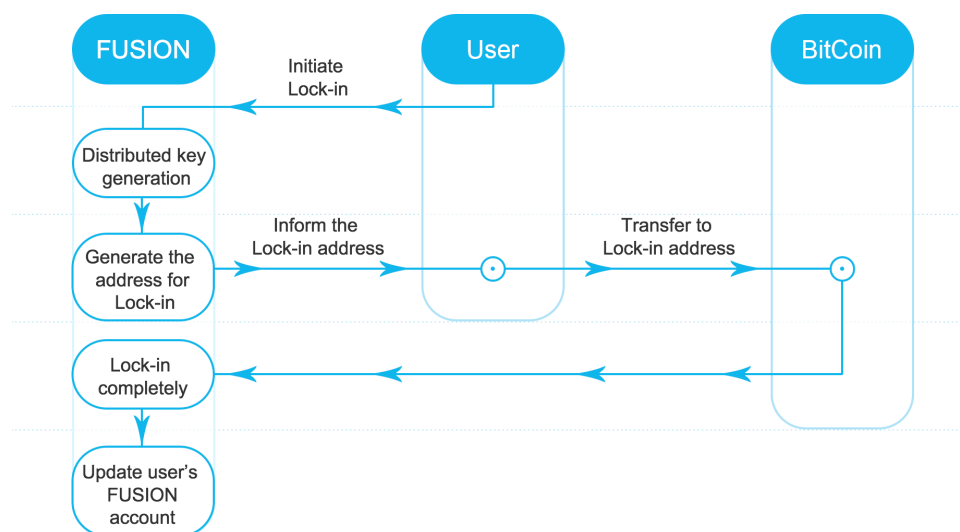 FUSION
User
BitCoin
Initiate
Lock-in
Distributed key
generation
Inform the
Lock-in address
Transfer to
Lock-in address
Generate the
address for
Lock-in
Lock-in
completely
Update user’s
FUSION
account